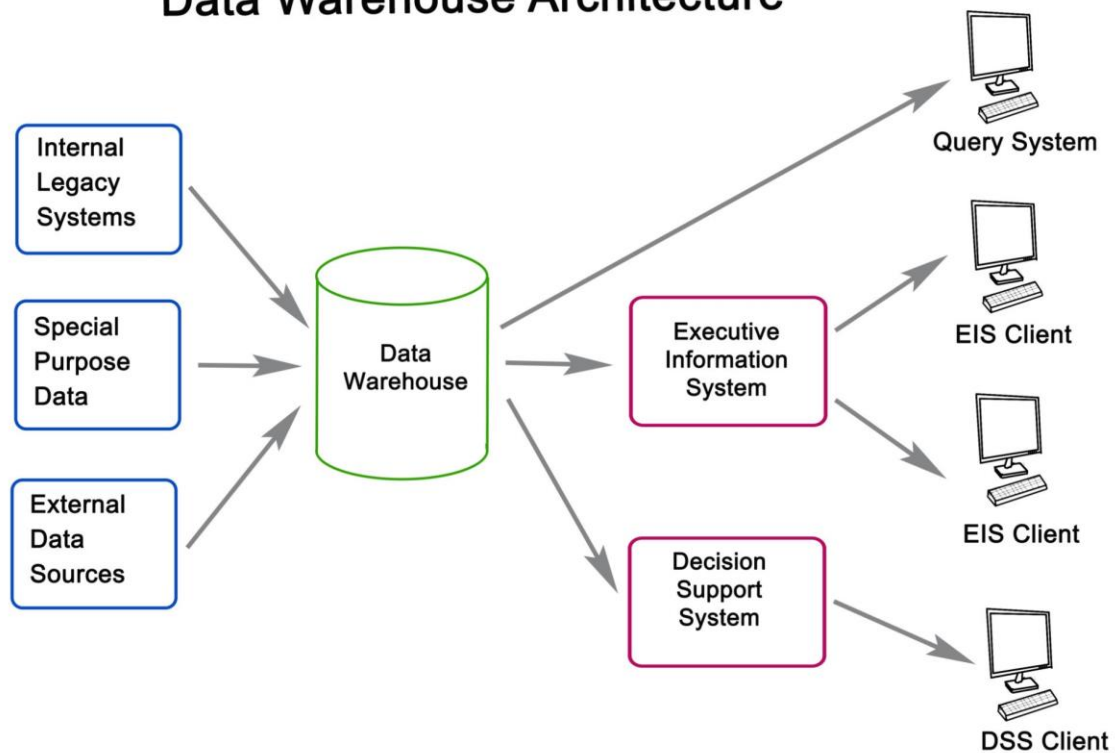 Data Warehouse Architecture
Internal
Legacy
Systems
Special
Purpose
Data
External
Data
Sources
Data
Warehouse
Executive
Information
System
Decision
Support
System
Query System
EIS Client
EIS Client
DSS Client